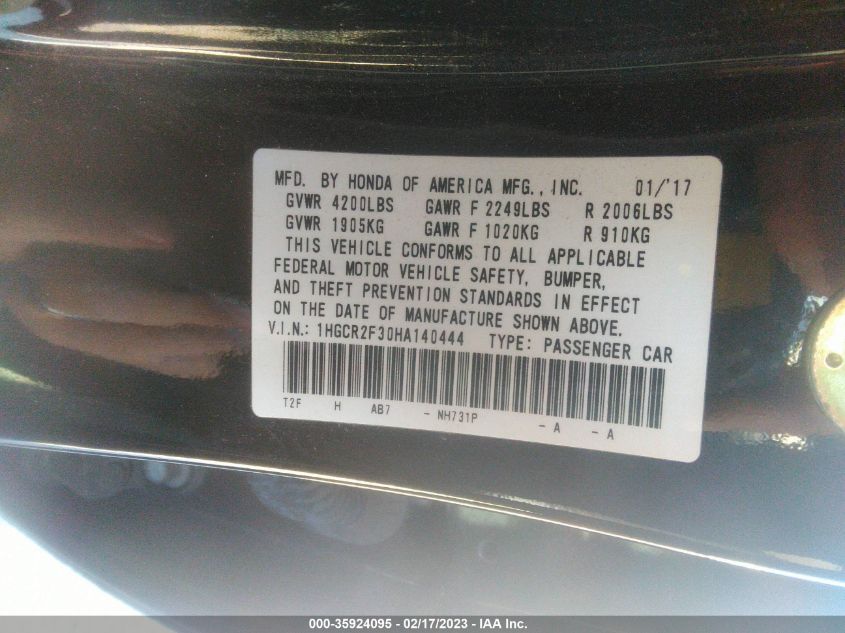 MFD. BY HONDA OF AMERICA MFG., INC. 01/'17
GVWR 4200LBS GAWR F 2249LBS R 2006LBS
GVWR 1905KG GAWR F 1020KG R 910KG
THIS VEHICLE CONFORMS TO ALL APPLICABLE
FEDERAL MOTOR VEHICLE SAFETY, BUMPER,
AND THEFT PREVENTION STANDARDS IN EFFECT
ON THE DATE OF MANUFACTURE SHOWN ABOVE.
V.I.N.: 1HGCR2F30HA140444 TYPE: PASSENGER CAR
T2F H AB7 - NH731P - A - A
000-35924095 - 02/17/2023 - IAA Inc.